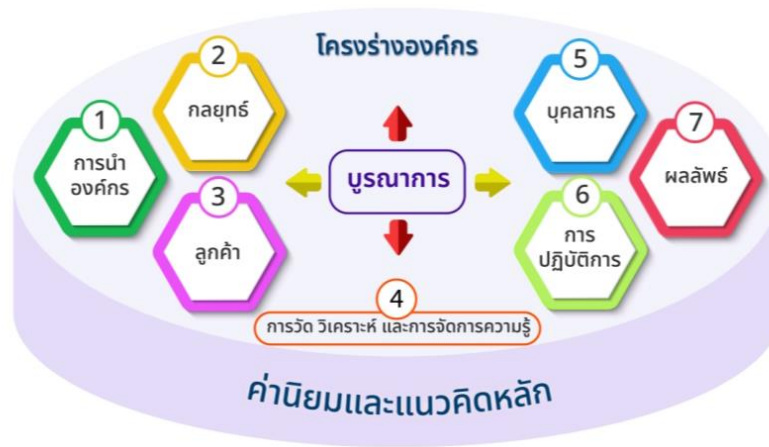 โครงร่างองค์กร
1
การนำ
องค์กร
2
กลยุทธ์
3
ลูกค้า
บูรณาการ
4
การวัด วิเคราะห์ และการจัดการความรู้
5
บุคลากร
6
การ
ปฏิบัติการ
7
ผลลัพธ์
ค่านิยมและแนวคิดหลัก